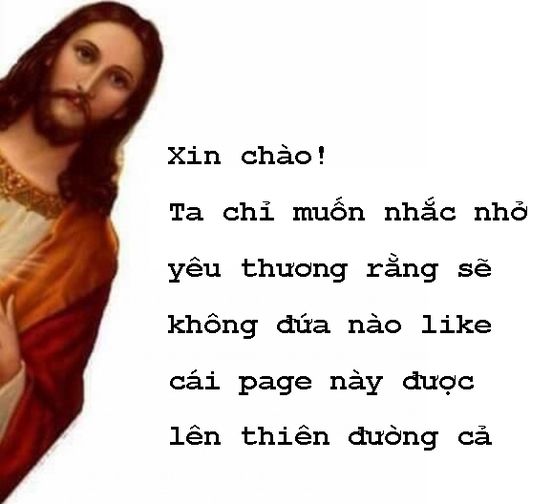 Xin chào!
Ta chỉ muốn nhắc nhở
yêu thương rằng sẽ
không đứa nào like
cái page này được
lên thiên đường cả